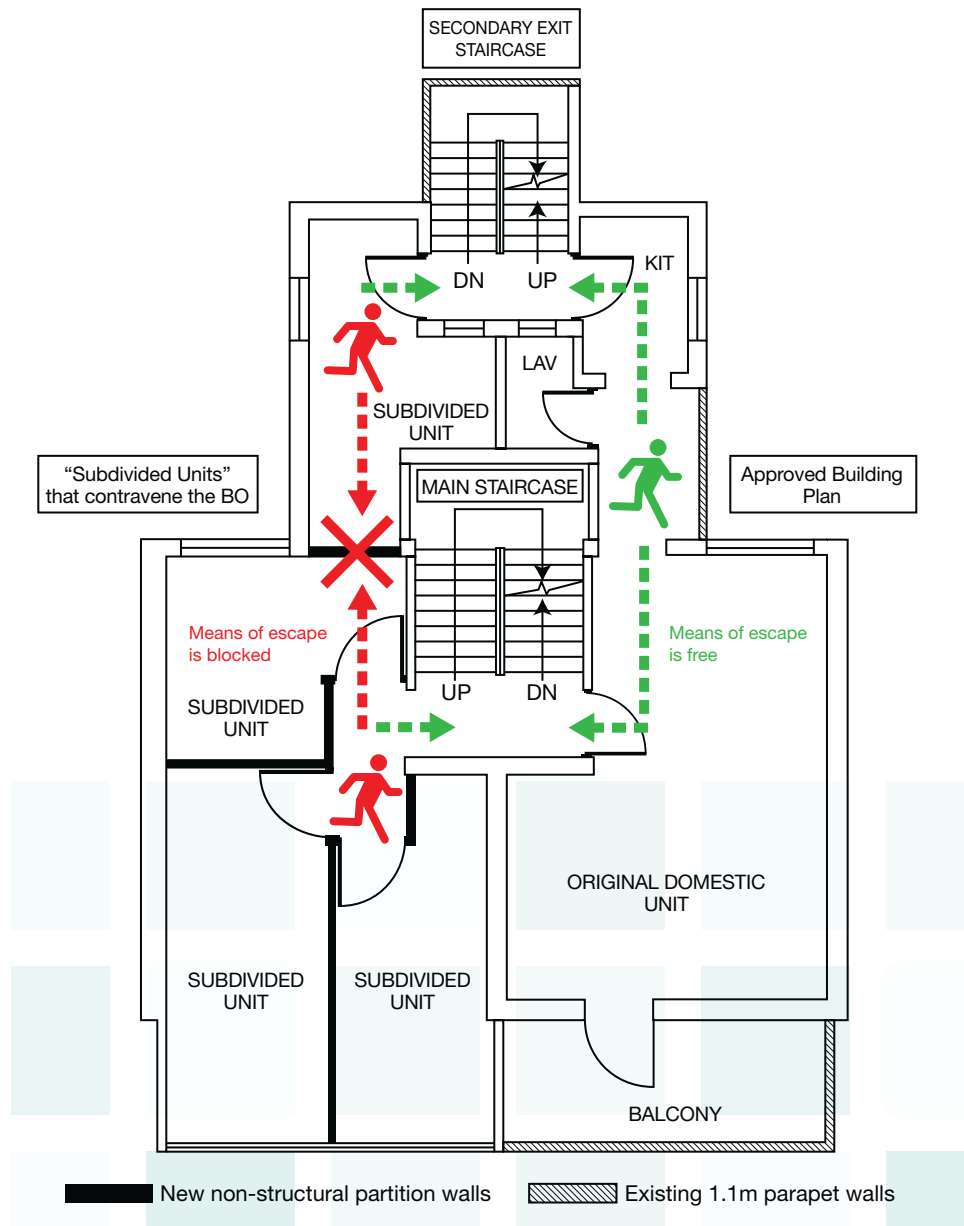 SECONDARY EXIT
STAIRCASE
DN
UP
KIT
LAV
SUBDIVIDED
UNIT
“Subdivided Units”
that contravene the BO
MAIN STAIRCASE
Approved Building
Plan
Means of escape
is blocked
Means of escape
is free
UP
DN
SUBDIVIDED
UNIT
ORIGINAL DOMESTIC
UNIT
SUBDIVIDED
UNIT
SUBDIVIDED
UNIT
BALCONY
New non-structural partition walls
Existing 1.1m parapet walls